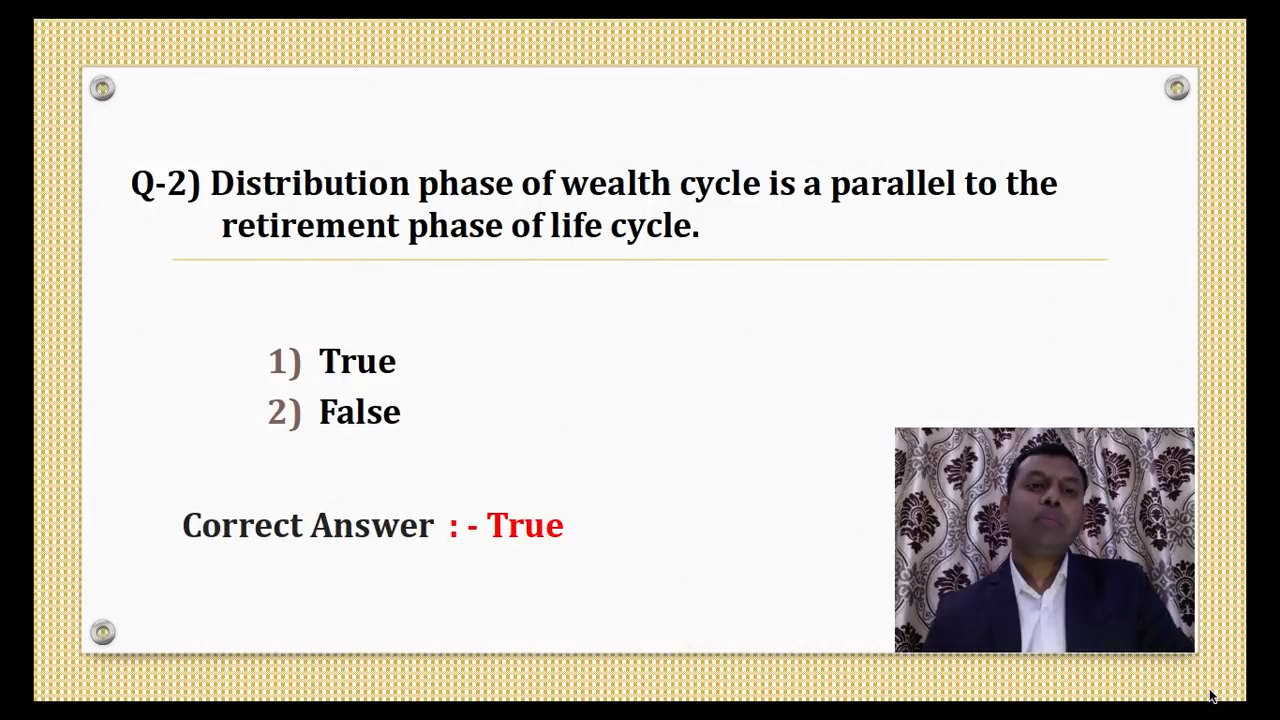 Q-2) Distribution phase of wealth cycle is a parallel to the
retirement phase of life cycle.
1) True
2) False
Correct Answer : - True